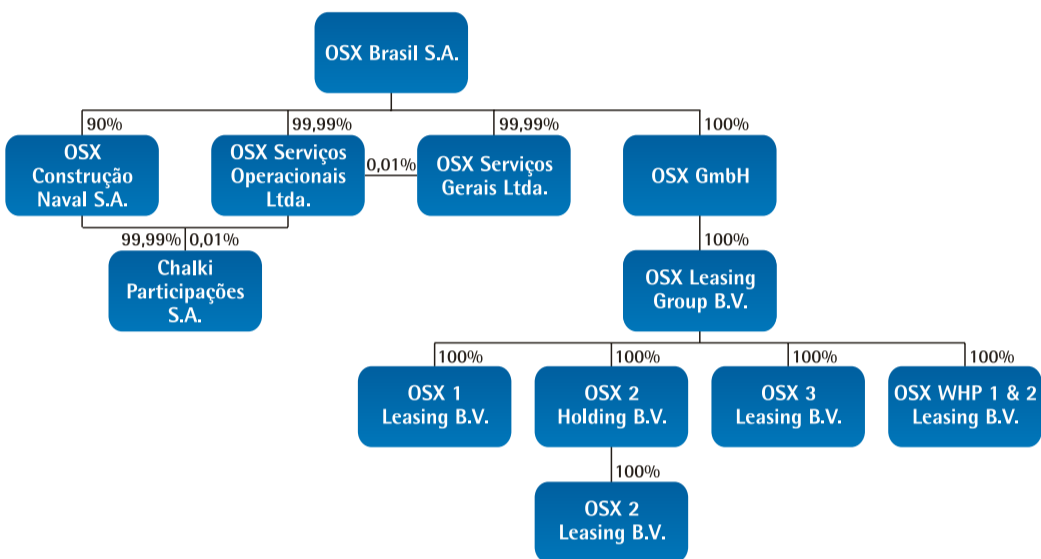 OSX Brasil S.A.
90%
99,99%
99,99%
100%
OSX
Construção
Naval S.A.
OSX Serviços
Operacionais
Ltda.
0,01%
OSX Serviços
Gerais Ltda.
OSX GmbH
99,99%
0,01%
100%
Chalki
Participações
S.A.
OSX Leasing
Group B.V.
100%
100%
100%
100%
OSX 1
Leasing B.V.
OSX 2
Holding B.V.
OSX 3
Leasing B.V.
OSX WHP 1 & 2
Leasing B.V.
100%
OSX 2
Leasing B.V.